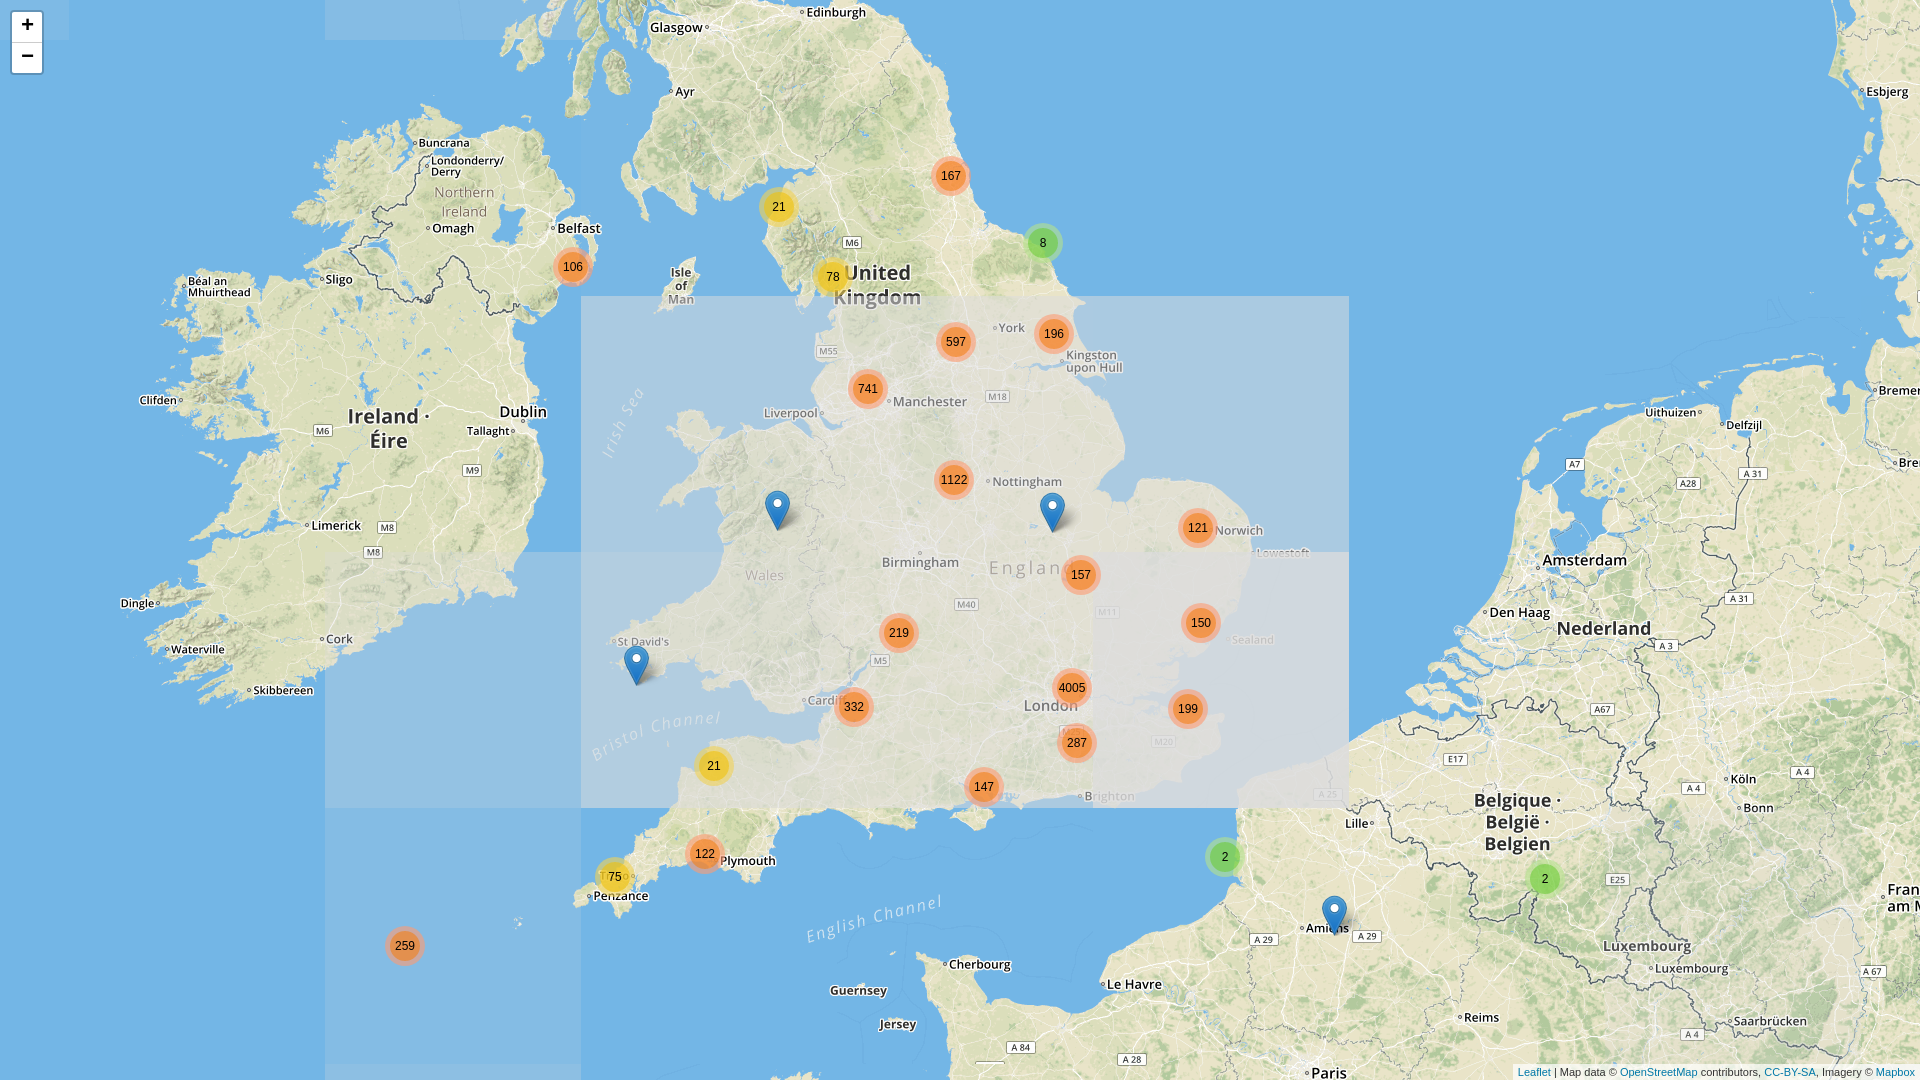 +
−
Edinburgh
Glasgow
Ayr
Esbjerg
Buncrana
Londonderry/
Derry
Northern
Ireland
Omagh
Belfast
106
167
21
8
M6
78
United
Kingdom
Isle
of
Man
Béal an
Mhuirthead
Sligo
York
196
597
Kingston
upon Hull
M55
741
Manchester
M18
Liverpool
Irish Sea
Clifden
Ireland ·
Éire
Dublin
Tallaght
M6
M9
Uithuizen
Delfzijl
A7
A 31
A28
1122
Nottingham
121
Norwich
Lowestoft
Limerick
M8
M8
Birmingham
England
157
Wales
Amsterdam
A 31
Den Haag
Nederland
A 3
Dingle
Cork
Waterville
Skibbereen
M40
M11
219
150
Sealand
St David's
M5
Cardiff
332
4005
London
199
287
M20
A67
Bristol Channel
21
147
Brighton
A 25
E17
Köln
A 4
A 4
Bonn
Belgique ·
België ·
Belgien
Lille
122
Plymouth
75
Penzance
2
2
E25
259
English Channel
Amiens
A 29
A 29
Luxembourg
Luxembourg
A 67
Cherbourg
Le Havre
Guernsey
Jersey
Reims
Saarbrücken
A 4
A 84
A 28
Paris
Leaflet | Map data © OpenStreetMap contributors, CC-BY-SA, Imagery © Mapbox